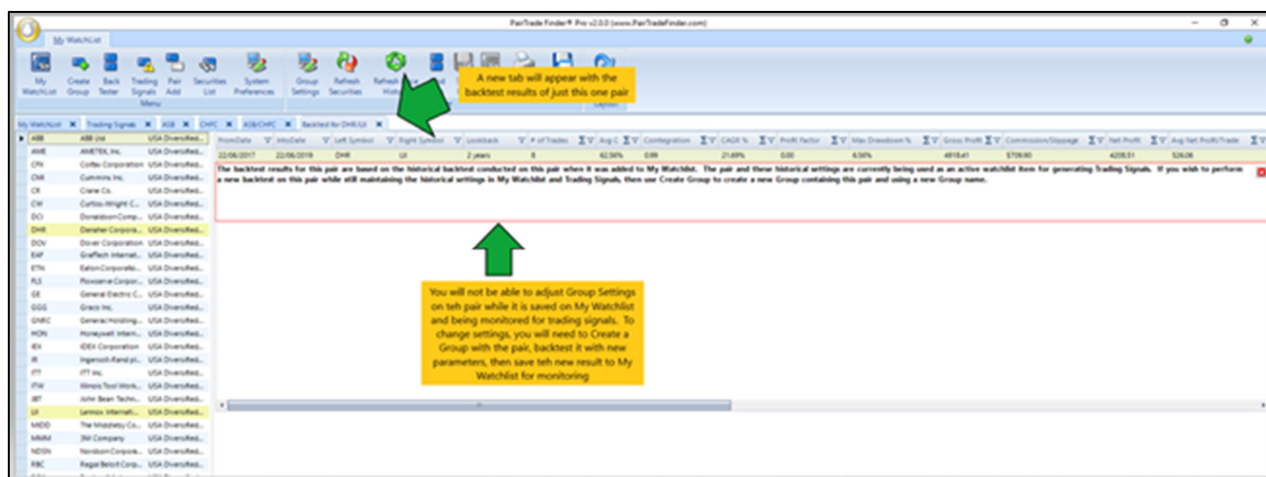 PairTrade Finder® Pro v2.0.0 (www.PairTradeFinder.com)
My WatchList
My WatchList
Create Group
Back Tester
Trading Signals
Pair Add
Securities List
System Preferences
Group Settings
Refresh Securities
Refresh
Menu
A new tab will appear with the
backtest results of just this one pair
My Watchlist Trading Signals ASB CHFC ASB/CHFC Backtest for DHR/LII
FromDate IntoDate Left Symbol Right Symbol Lookback # of Trades Avg C Cointegration CAGR % Profit Factor Max Drawdown % Gross Profit Commission/Slippage Net Profit Avg Net Profit/Trade
22/06/2017 22/06/2019 DHR LII 2 years 8 62.50% 0.99 21.69% 0.00 6.56% 4918.41 $709.90 4208.51 526.06
The backtest results for this pair are based on the historical backtest conducted on this pair when it was added to My Watchlist. The pair and these historical settings are currently being used as an active watchlist item for generating Trading Signals. If you wish to perform
a new backtest on this pair while still maintaining the historical settings in My Watchlist and Trading Signals, then use Create Group to create a new Group containing this pair and using a new Group name.
ABB ABB Ltd USA Diversified...
AME AMETEK, Inc. USA Diversified...
CFX Colfax Corporation USA Diversified...
CMI Cummins Inc. USA Diversified...
CR Crane Co. USA Diversified...
CW Curtiss-Wright C... USA Diversified...
DCI Donaldson Comp... USA Diversified...
DHR Danaher Corpora... USA Diversified...
DOV Dover Corporation USA Diversified...
EAF GrafTech Internat... USA Diversified...
ETN Eaton Corporatio... USA Diversified...
FLS Flowserve Corpor... USA Diversified...
GE General Electric C... USA Diversified...
GGG Graco Inc. USA Diversified...
GNRC Generac Holding... USA Diversified...
HON Honeywell Intern... USA Diversified...
IEX IDEX Corporation USA Diversified...
IR Ingersoll-Rand pl... USA Diversified...
ITT ITT Inc. USA Diversified...
ITW Illinois Tool Work... USA Diversified...
JBT John Bean Techn... USA Diversified...
LII Lennox Internati... USA Diversified...
MIDD The Middleby Co... USA Diversified...
MMM 3M Company USA Diversified...
NDSN Nordson Corpora... USA Diversified...
RBC Regal Beloit Corp... USA Diversified...
You will not be able to adjust Group Settings
on teh pair while it is saved on My Watchlist
and being monitored for trading signals. To
change settings, you will need to Create a
Group with the pair, backtest it with new
parameters, then save teh new result to My
Watchlist for monitoring